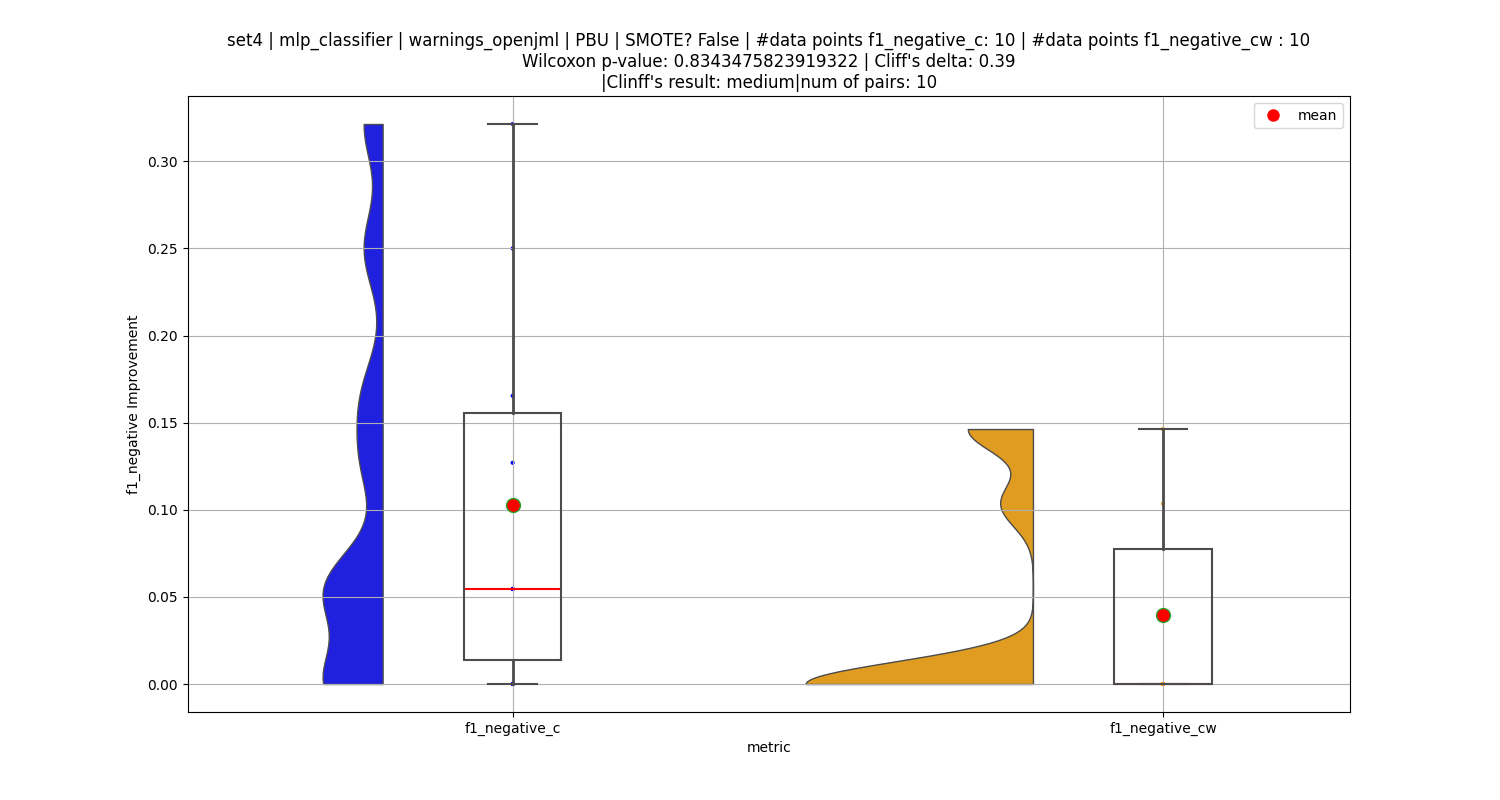 set4 | mlp_classifier | warnings_openjml | PBU | SMOTE? False | #data points f1_negative_c: 10 | #data points f1_negative_cw : 10
Wilcoxon p-value: 0.8343475823919322 | Cliff's delta: 0.39
|Clinff's result: medium|num of pairs: 10
mean
0.30
0.25
0.20
0.15
0.10
0.05
0.00
f1_negative Improvement
f1_negative_c
f1_negative_cw
metric